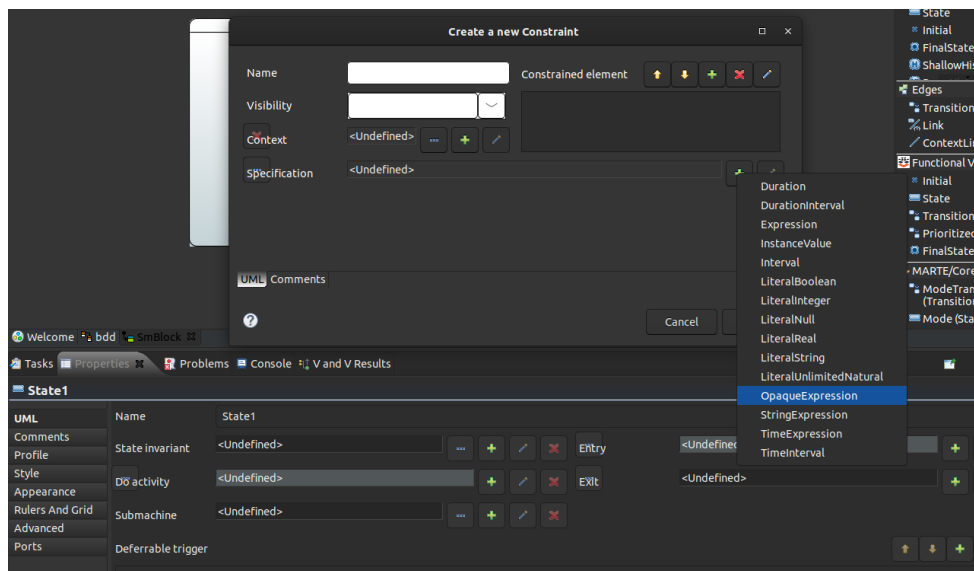 Create a new Constraint
Name
Constrained element
Visibility
Context
<Undefined>
Specification
<Undefined>
UML Comments
Cancel
Duration
DurationInterval
Expression
InstanceValue
Interval
LiteralBoolean
LiteralInteger
LiteralNull
LiteralReal
LiteralString
LiteralUnlimitedNatural
OpaqueExpression
StringExpression
TimeExpression
TimeInterval
State
Initial
FinalState
ShallowHis
Edges
Transition
Link
ContextLin
Functional V
Initial
State
Transition
Prioritized
FinalState
MARTE/Core
ModeTran
(Transition
Mode (Sta
Welcome bdd SmBlock
Tasks Properties Problems Console V and V Results
State1
UML
Comments
Profile
Style
Appearance
Rulers And Grid
Advanced
Ports
Name State1
State invariant <Undefined> Entry <Undefined
Do activity <Undefined> Exit <Undefined>
Submachine <Undefined>
Deferrable trigger